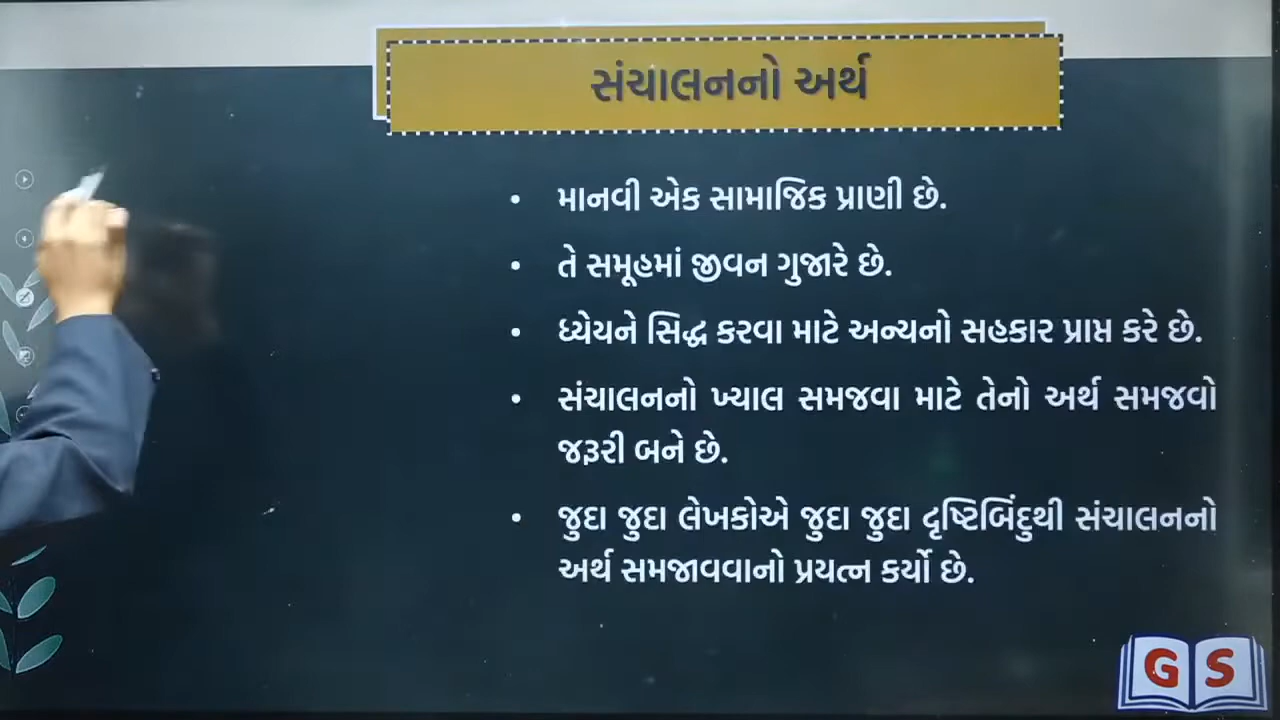 સંચાલનનો અર્થ
• માનવી એક સામાજિક પ્રાણી છે.
• તે સમૂહમાં જીવન ગુજારે છે.
• ધ્યેયને સિદ્ધ કરવા માટે અન્યનો સહકાર પ્રાપ્ત કરે છે.
• સંચાલનનો ખ્યાલ સમજવા માટે તેનો અર્થ સમજવો
જરૂરી બને છે.
• જુદા જુદા લેખકોએ જુદા જુદા દૃષ્ટિબિંદુથી સંચાલનનો
અર્થ સમજાવવાનો પ્રયત્ન કર્યો છે.
G S